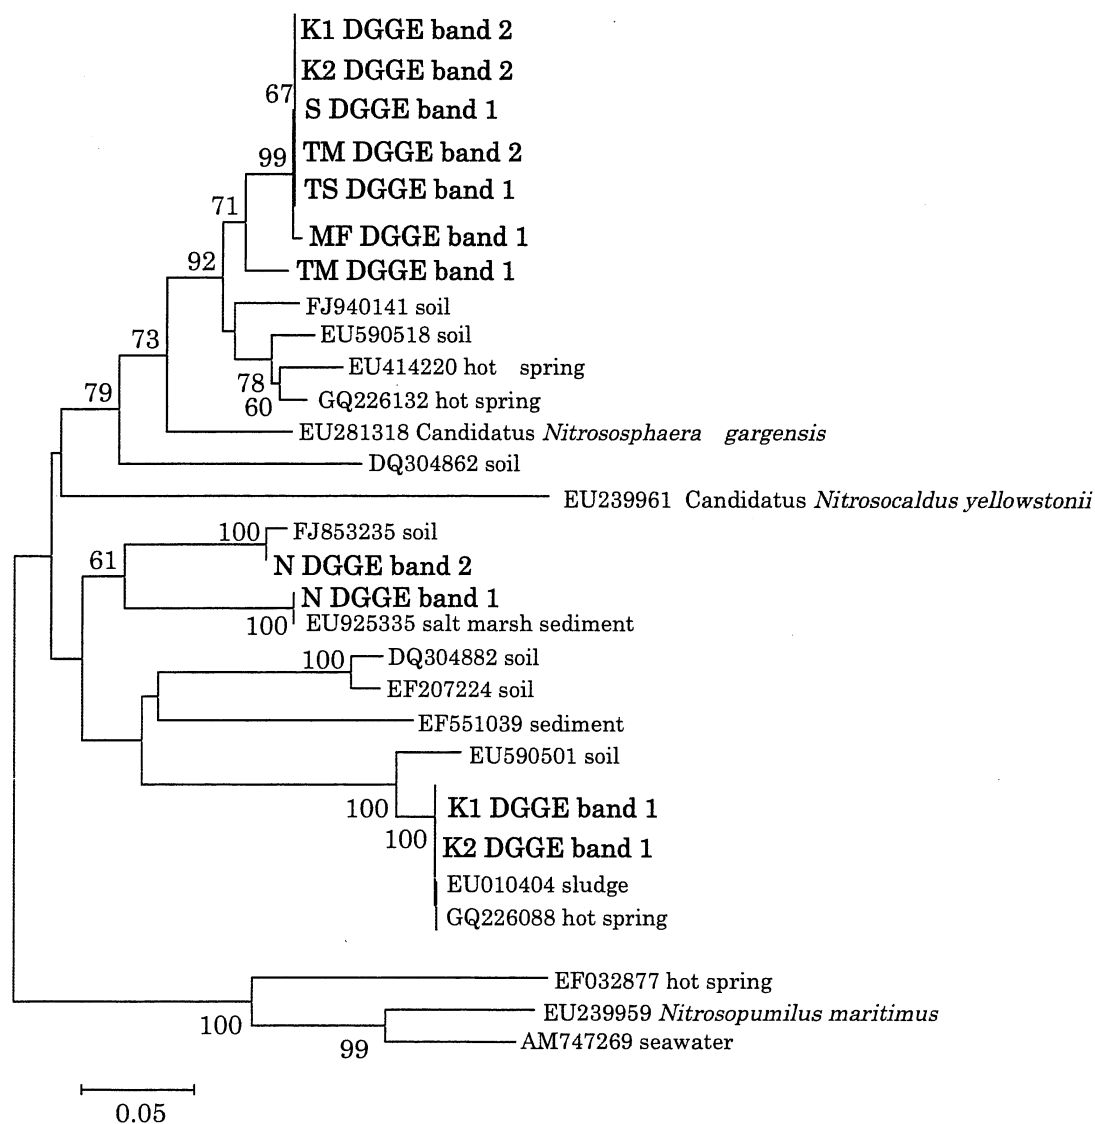 K1 DGGE band 2
K2 DGGE band 2
67
S DGGE band 1
99
TM DGGE band 2
TS DGGE band 1
71
MF DGGE band 1
92
TM DGGE band 1
FJ940141 soil
73
EU590518 soil
EU414220 hot spring
78
79
GQ226132 hot spring
60
EU281318 Candidatus Nitrososphaera gargensis
DQ304862 soil
EU239961 Candidatus Nitrosocaldus yellowstonii
100
FJ853235 soil
61
N DGGE band 2
N DGGE band 1
100
EU925335 salt marsh sediment
100
DQ304882 soil
EF207224 soil
EF551039 sediment
EU590501 soil
100
K1 DGGE band 1
100
K2 DGGE band 1
EU010404 sludge
GQ226088 hot spring
EF032877 hot spring
EU239959 Nitrosopumilus maritimus
100
AM747269 seawater
99
0.05